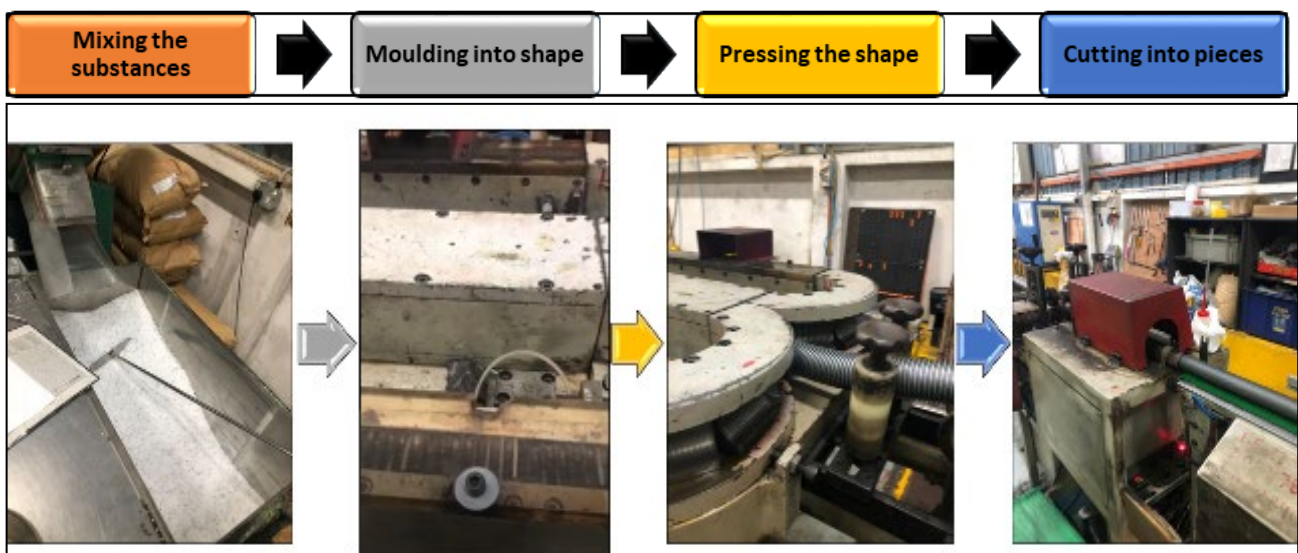 Mixing the
substances
Moulding into shape
Pressing the shape
Cutting into pieces